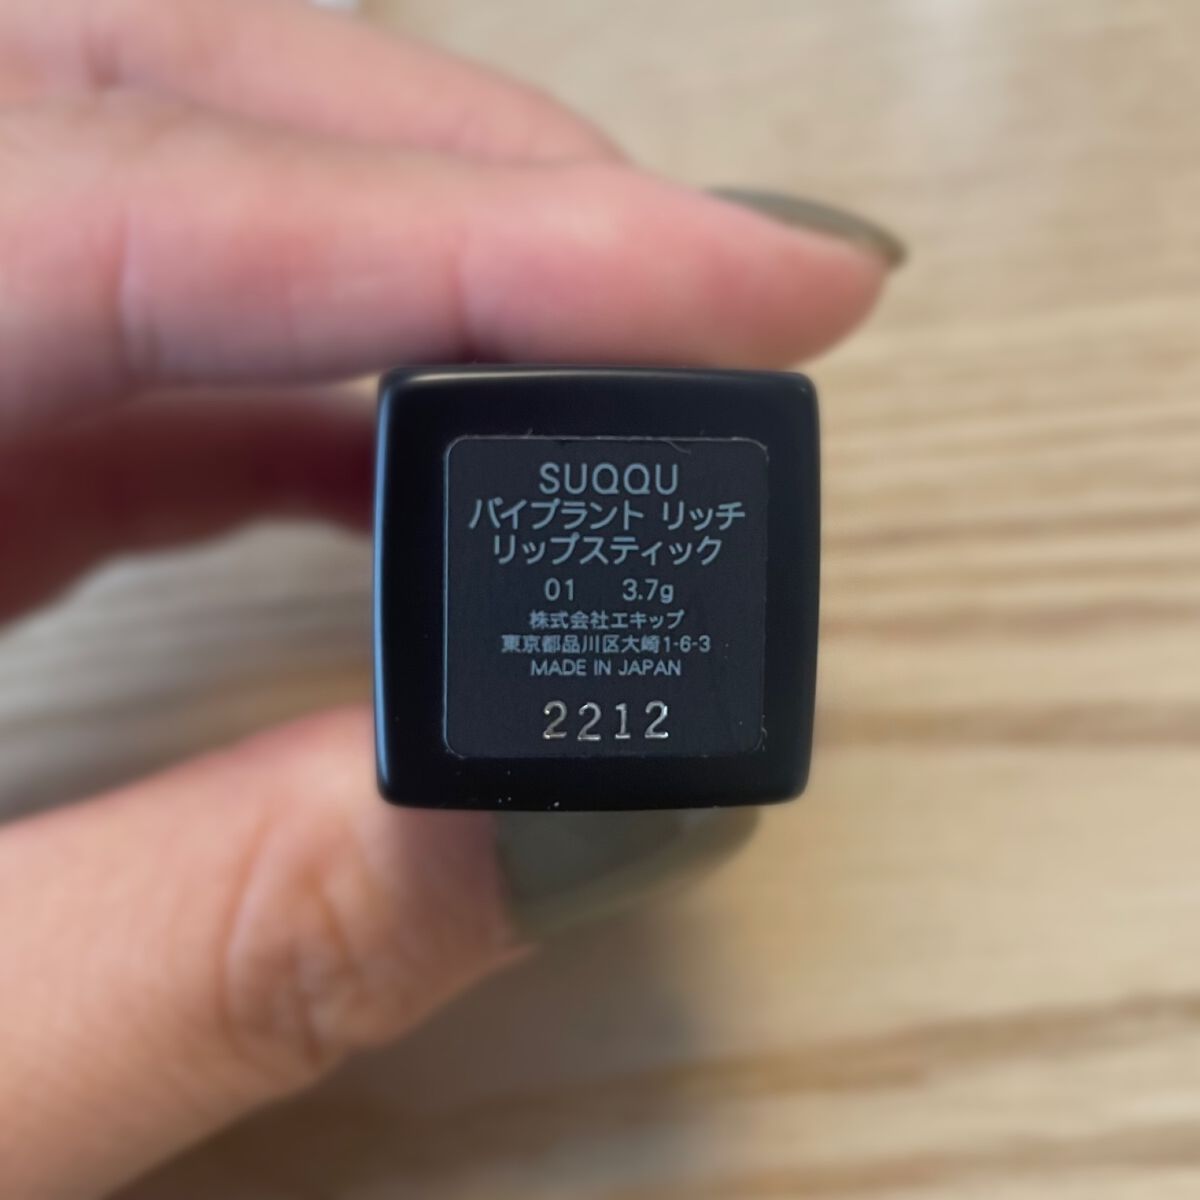 SUQQU
バイブラント リッチ
リップスティック
01 3.7g
株式会社エキップ
東京都品川区大崎1-6-3
MADE IN JAPAN
2212